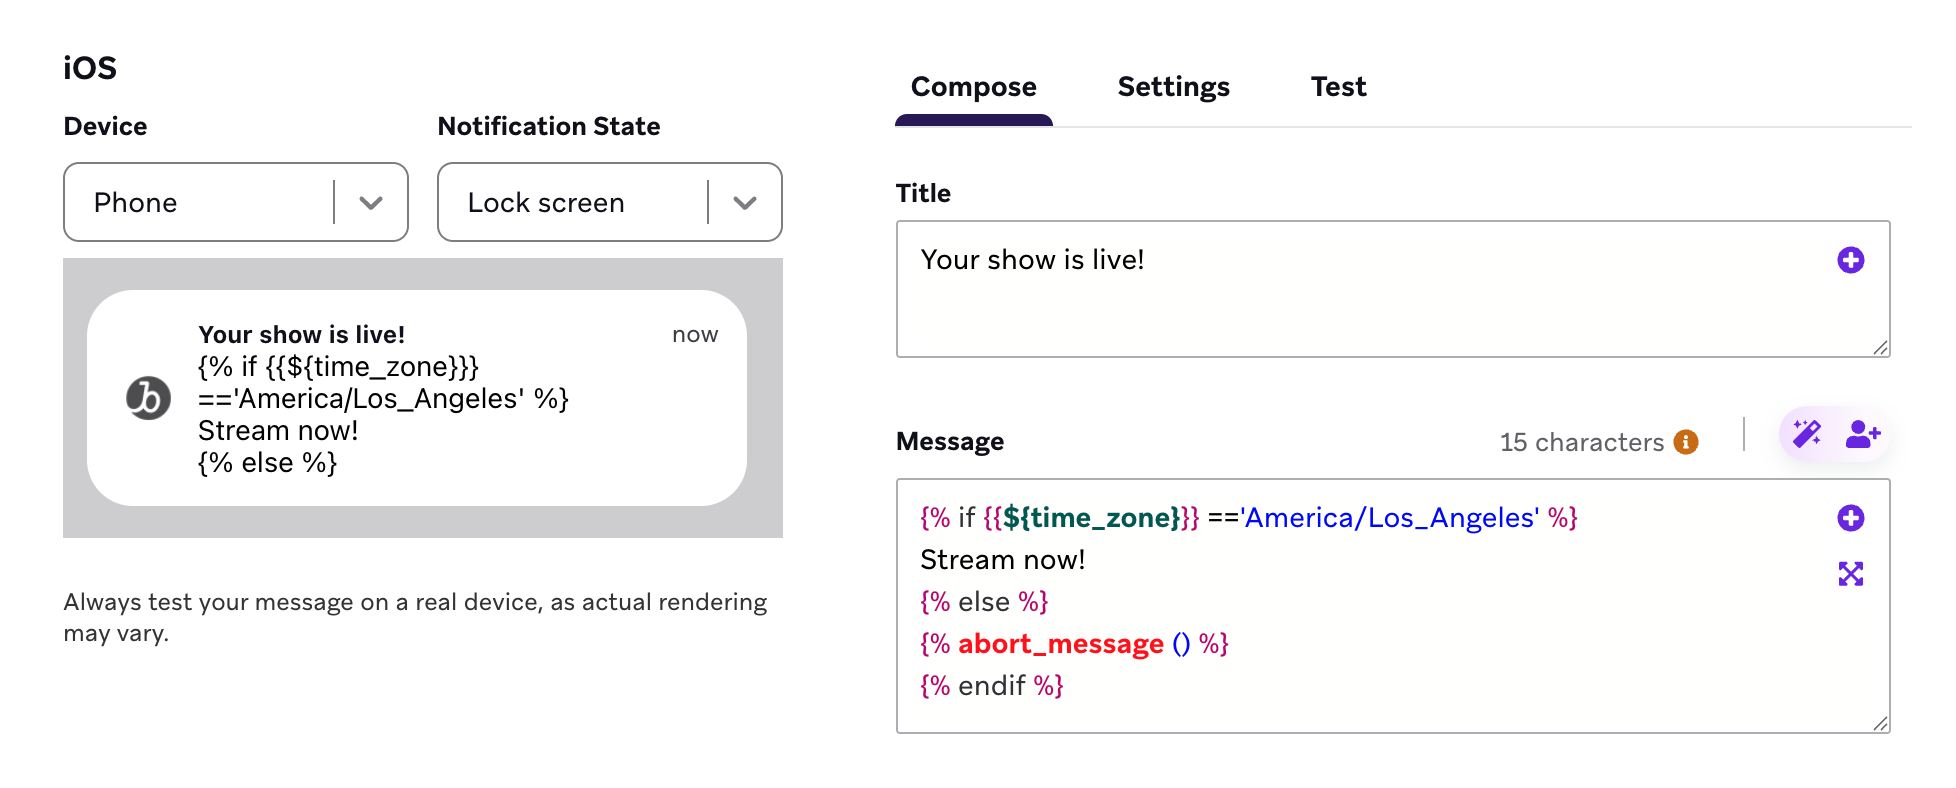 iOS
Device
Notification State
Phone
Lock screen
Your show is live!
now
{% if {{${time_zone}}}
=='America/Los_Angeles' %}
Stream now!
{% else %}
Always test your message on a real device, as actual rendering
may vary.
Compose
Settings
Test
Title
Your show is live!
Message
15 characters
{% if {{${time_zone}}} =='America/Los_Angeles' %}
Stream now!
{% else %}
{% abort_message () %}
{% endif %}